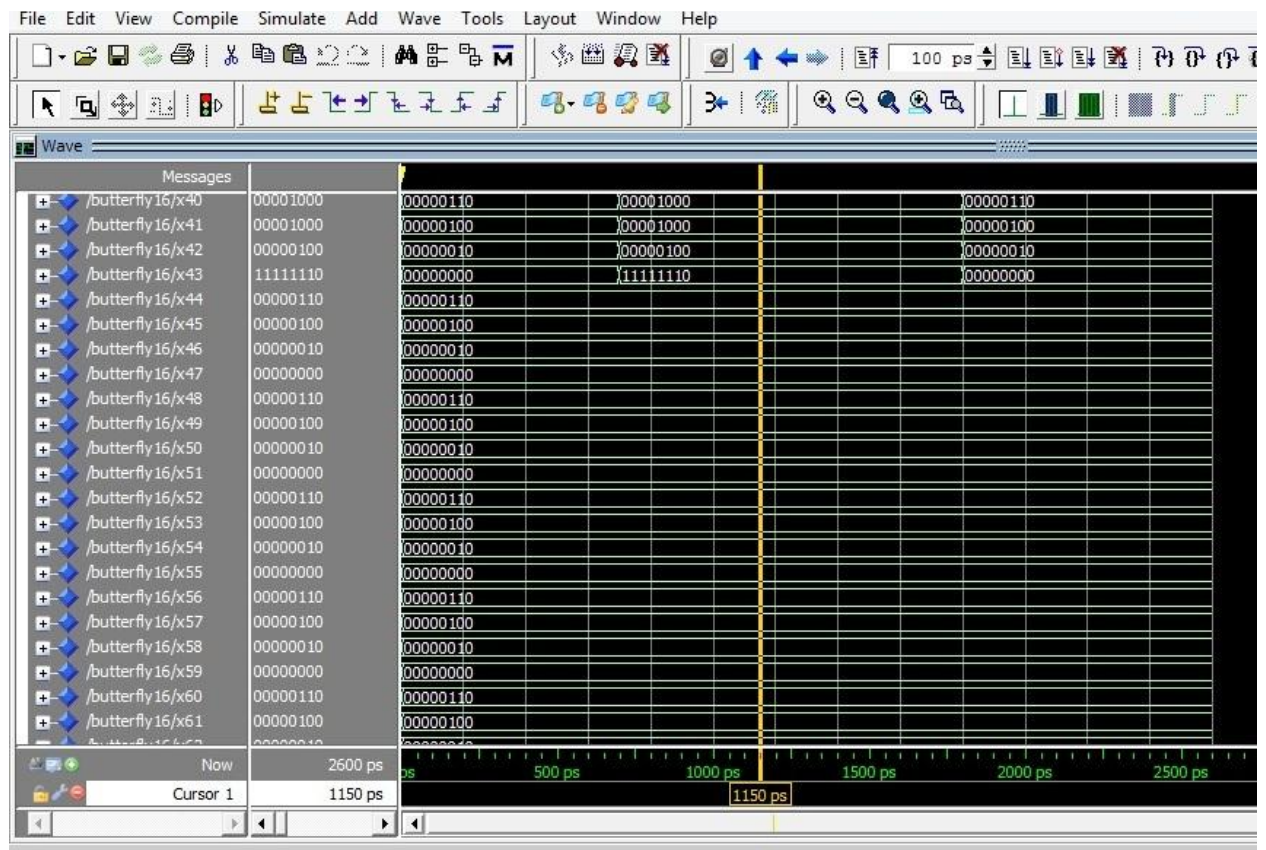 File Edit View Compile Simulate Add Wave Tools Layout Window Help
100 ps
Wave
Messages
/butterfly16/x40 00001000 00000110 00001000 00000110
/butterfly16/x41 00001000 00000100 00001000 00000100
/butterfly16/x42 00000100 00000010 00000100 00000010
/butterfly16/x43 11111110 00000000 11111110 00000000
/butterfly16/x44 00000110 00000110
/butterfly16/x45 00000100 00000100
/butterfly16/x46 00000010 00000010
/butterfly16/x47 00000000 00000000
/butterfly16/x48 00000110 00000110
/butterfly16/x49 00000100 00000100
/butterfly16/x50 00000010 00000010
/butterfly16/x51 00000000 00000000
/butterfly16/x52 00000110 00000110
/butterfly16/x53 00000100 00000100
/butterfly16/x54 00000010 00000010
/butterfly16/x55 00000000 00000000
/butterfly16/x56 00000110 00000110
/butterfly16/x57 00000100 00000100
/butterfly16/x58 00000010 00000010
/butterfly16/x59 00000000 00000000
/butterfly16/x60 00000110 00000110
/butterfly16/x61 00000100 00000100
Now 2600 ps ps 500 ps 1000 ps 1500 ps 2000 ps 2500 ps
Cursor 1 1150 ps 1150 ps